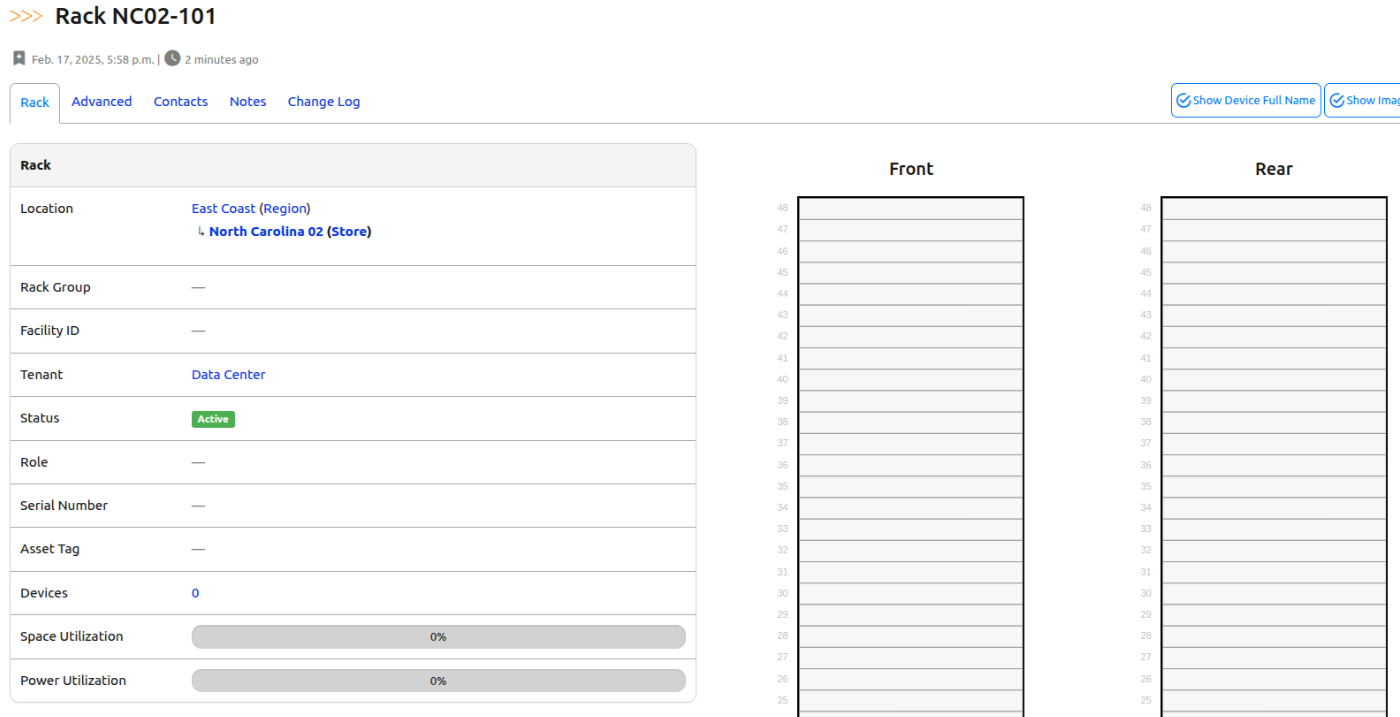 >>> Rack NC02-101
Feb. 17, 2025, 5:58 p.m. | 2 minutes ago
Rack Advanced Contacts Notes Change Log
Show Device Full Name Show Imag
Rack
Location East Coast (Region)
↳ North Carolina 02 (Store)
Rack Group —
Facility ID —
Tenant Data Center
Status Active
Role —
Serial Number —
Asset Tag —
Devices 0
Space Utilization 0%
Power Utilization 0%
Front
48
47
46
45
44
43
42
41
40
39
38
37
36
35
34
33
32
31
30
29
28
27
26
25
Rear
48
47
46
45
44
43
42
41
40
39
38
37
36
35
34
33
32
31
30
29
28
27
26
25